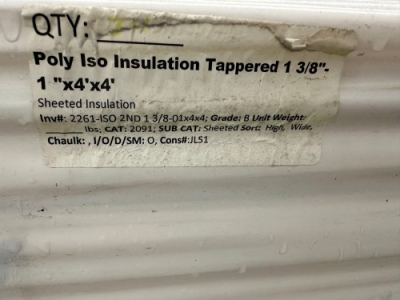 QTY:
Poly Iso Insulation Tappered 1 3/8"-
1 "x4'x4'
Sheeted Insulation
Inv#: 2261-ISO 2ND 1 3/8-01x4x4; Grade: B Unit Weight:
lbs; CAT: 2091; SUB CAT: Sheeted Sort: High, Wide,
Chaulk: , I/O/D/SM: O, Cons#:JL51